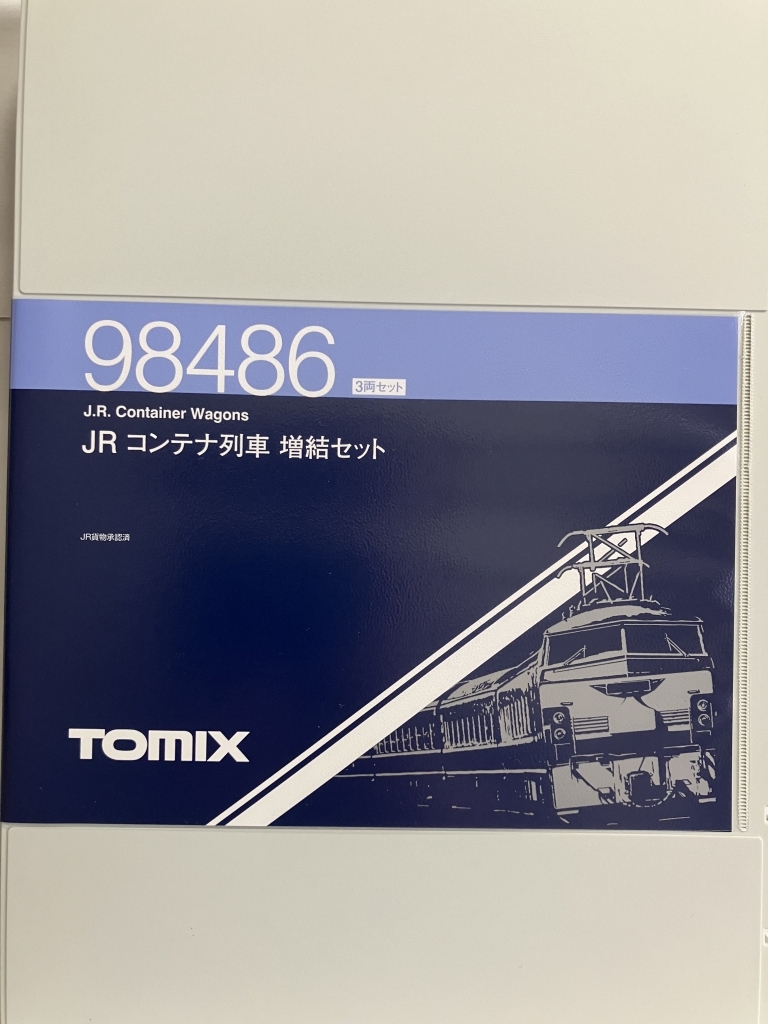 98486 3両セット
J.R. Container Wagons
JR コンテナ列車 増結セット
JR貨物承認済
TOMIX